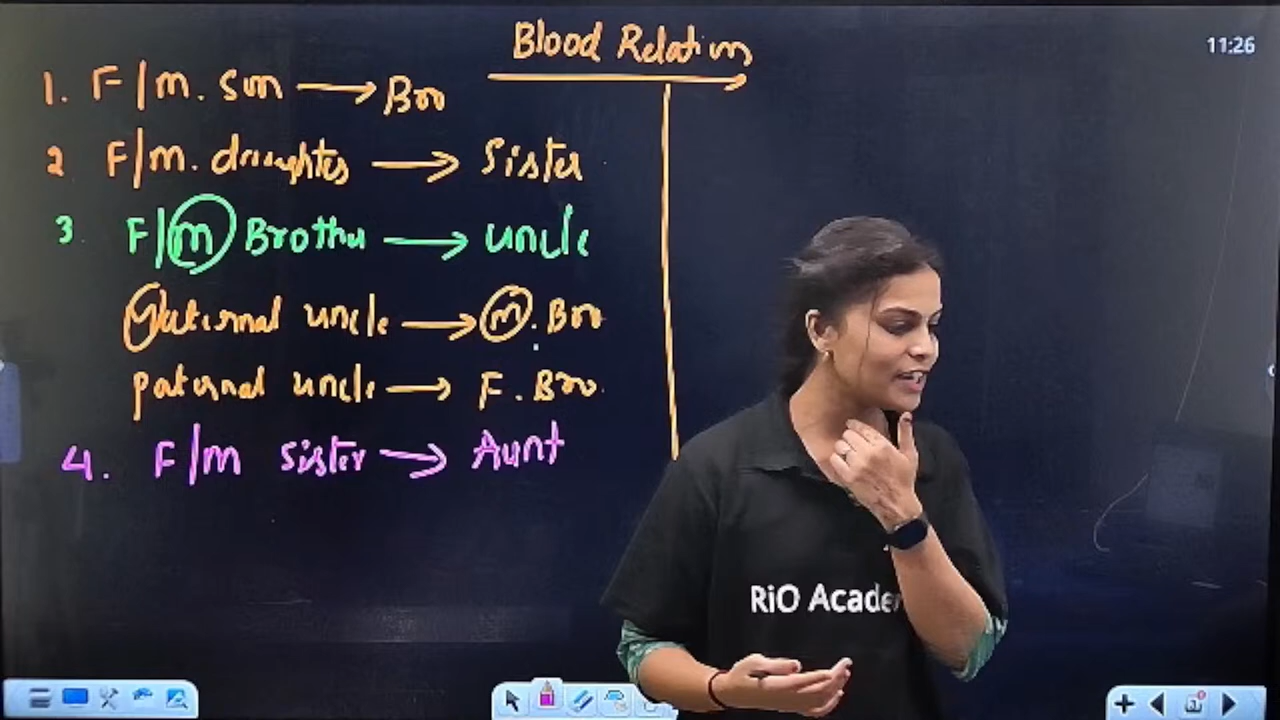 Blood Relation
11:26
1. F/m. Son → Bro
2 F/m. daughter → Sister
3. F/m Brother → uncle
Maternal uncle → m. Bro
paternal uncle → F. Bro.
4. F/m sister → Aunt
RiO Academ